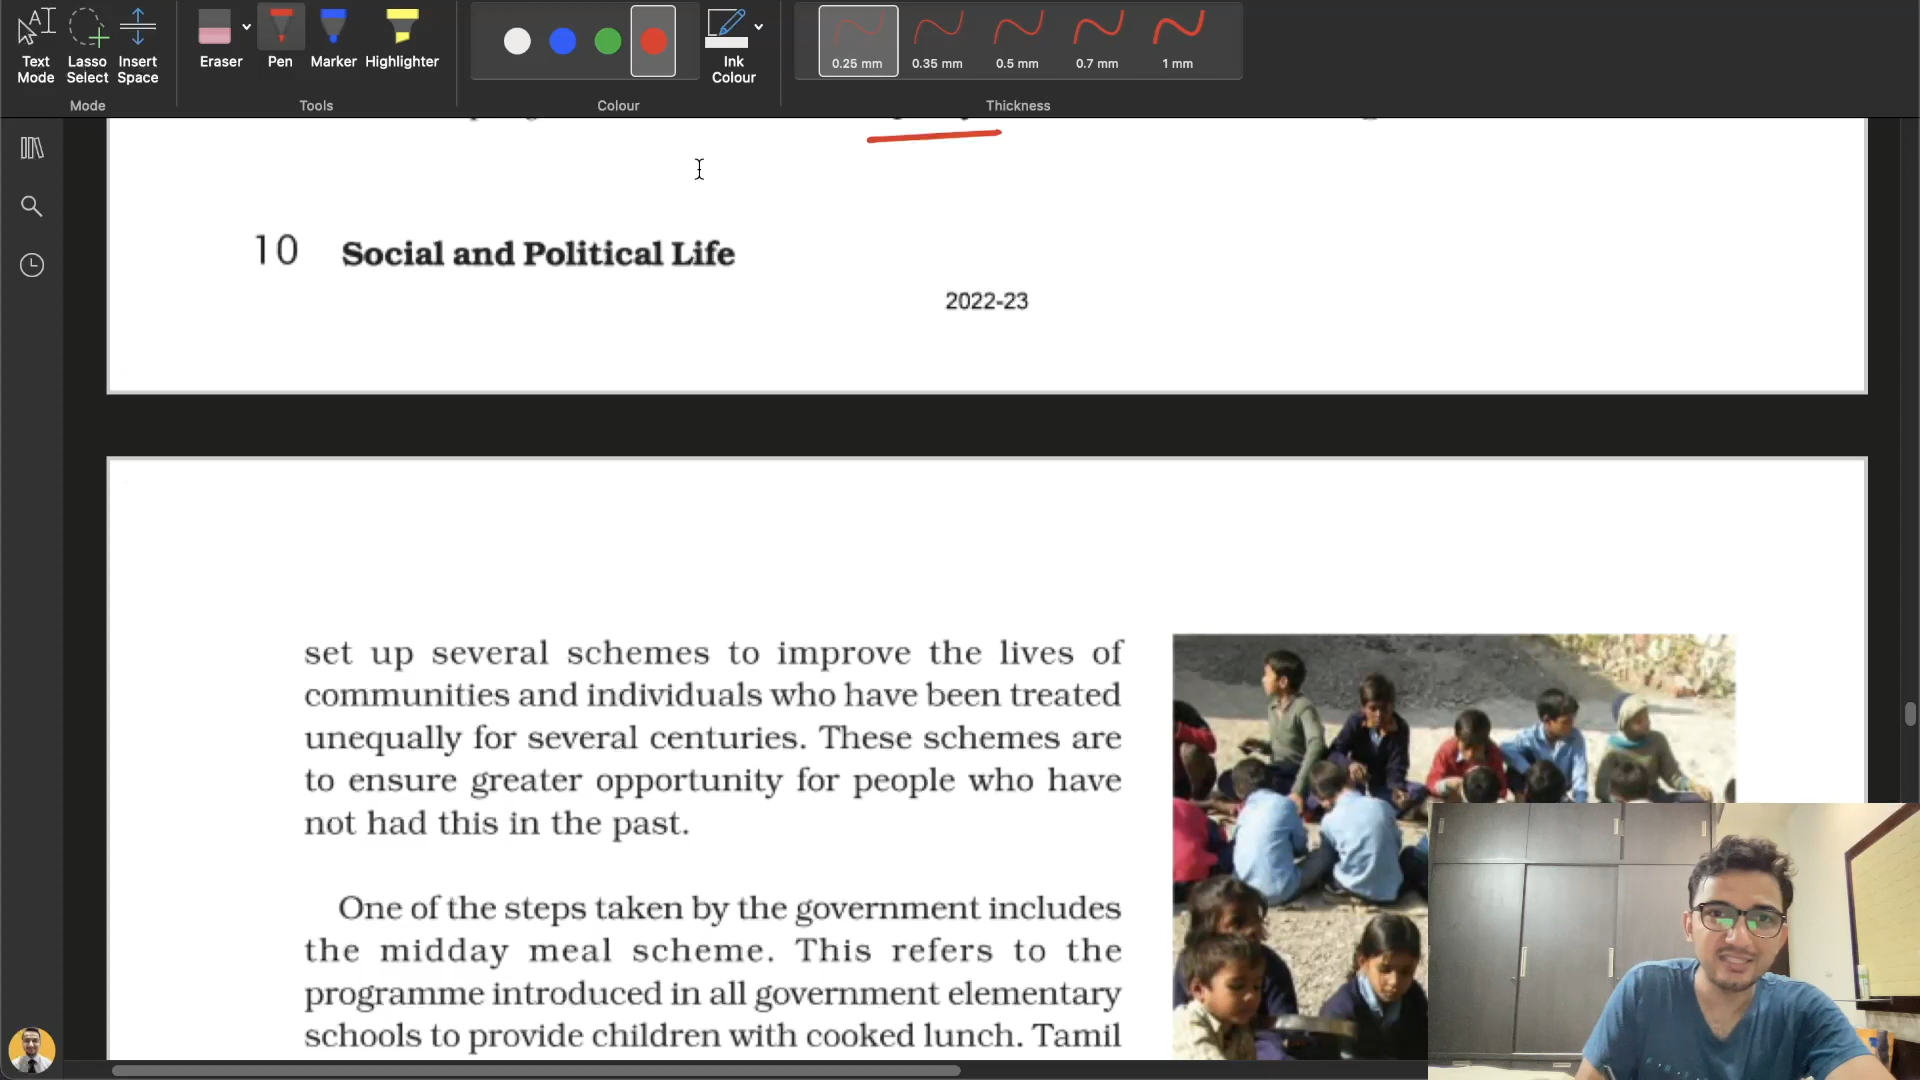 Text
Mode
Lasso
Select
Insert
Space
Eraser
Pen
Marker
Highlighter
Ink
Colour
0.25 mm
0.35 mm
0.5 mm
0.7 mm
1 mm
Mode
Tools
Colour
Thickness
10 Social and Political Life
2022-23
set up several schemes to improve the lives of
communities and individuals who have been treated
unequally for several centuries. These schemes are
to ensure greater opportunity for people who have
not had this in the past.
One of the steps taken by the government includes
the midday meal scheme. This refers to the
programme introduced in all government elementary
schools to provide children with cooked lunch. Tamil